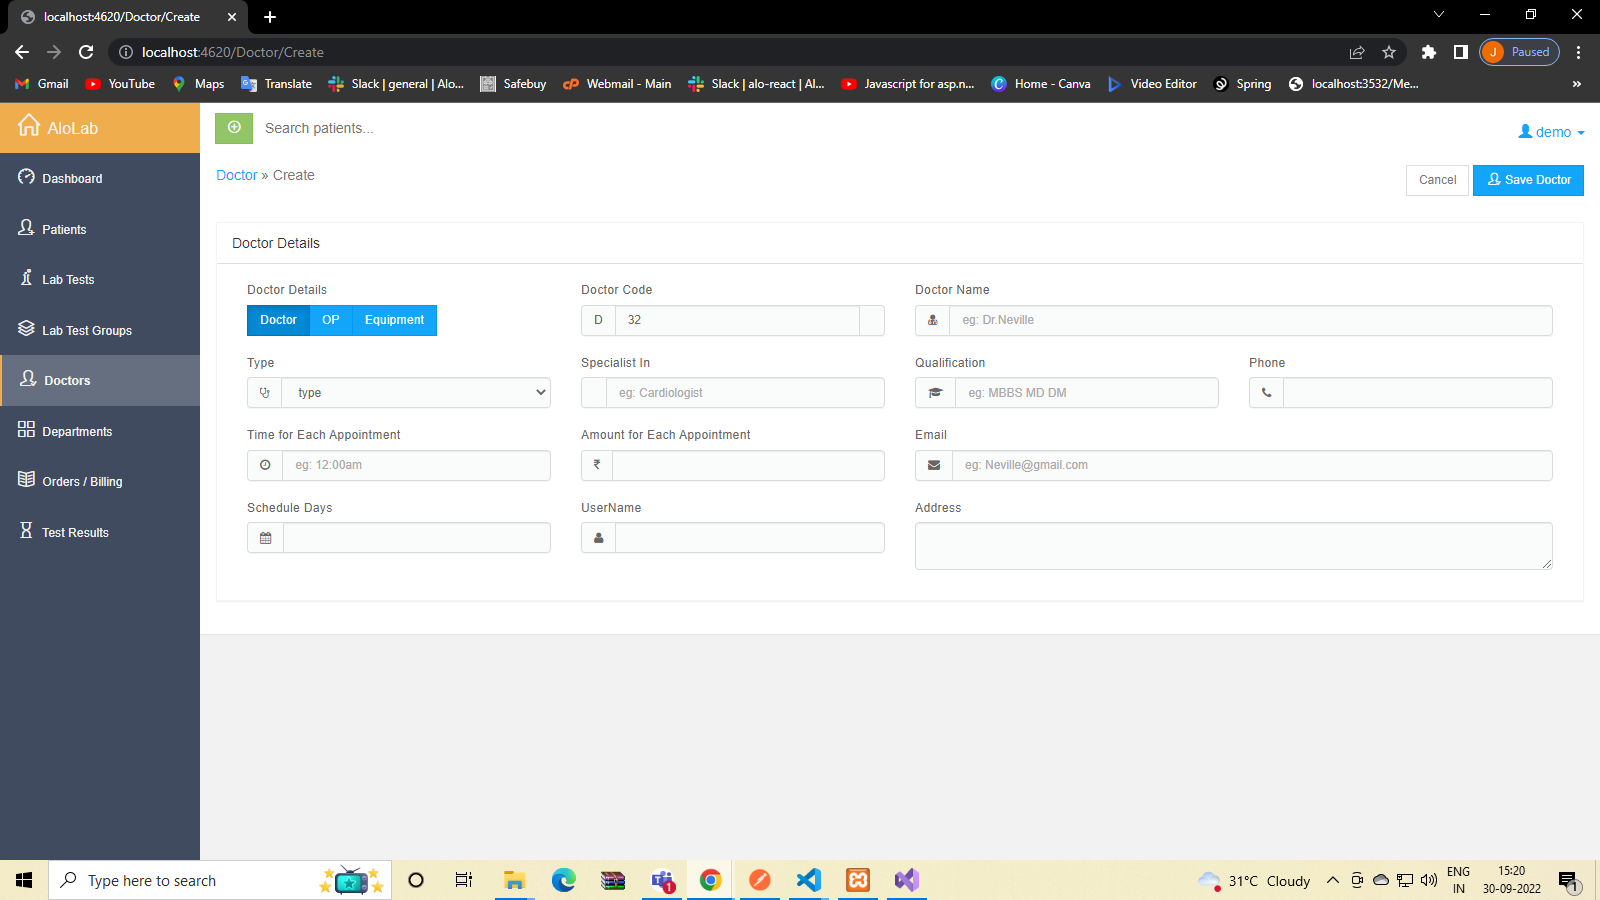 localhost:4620/Doctor/Create
localhost:4620/Doctor/Create
J Paused
Gmail YouTube Maps Translate Slack | general | Alo... Safebuy Webmail - Main Slack | alo-react | Al... Javascript for asp.n... Home - Canva Video Editor Spring localhost:3532/Me... »
AloLab
Search patients...
demo
Dashboard
Patients
Lab Tests
Lab Test Groups
Doctors
Departments
Orders / Billing
Test Results
Doctor » Create
Cancel Save Doctor
Doctor Details
Doctor Details Doctor Code Doctor Name
Doctor OP Equipment D 32 eg: Dr.Neville
Type Specialist In Qualification Phone
type eg: Cardiologist eg: MBBS MD DM
Time for Each Appointment Amount for Each Appointment Email
eg: 12:00am ₹ eg: Neville@gmail.com
Schedule Days UserName Address
Type here to search
1
31°C Cloudy
ENG
IN
15:20
30-09-2022
1